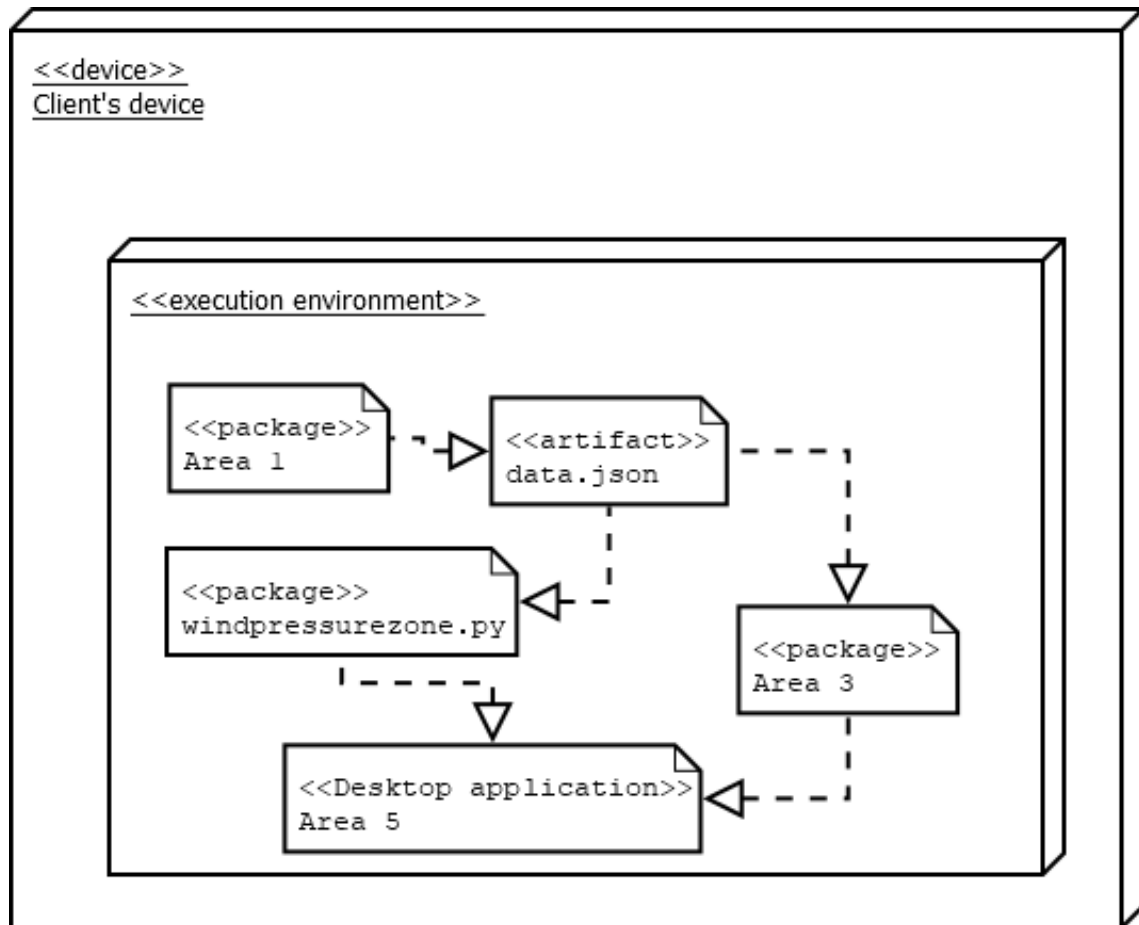 <<device>>
Client's device
<<execution environment>>
<<package>>
Area 1
<<artifact>>
data.json
<<package>>
windpressurezone.py
<<package>>
Area 3
<<Desktop application>>
Area 5